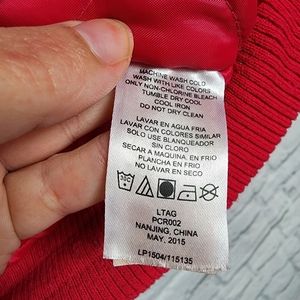 MACHINE WASH COLD
WASH WITH LIKE COLORS
ONLY NON-CHLORINE BLEACH
TUMBLE DRY COOL
COOL IRON
DO NOT DRY CLEAN
LAVAR EN AGUA FRIA
LAVAR CON COLORES SIMILAR
SOLO USE BLANQUEADOR
SIN CLORO
SECAR A MAQUINA, EN FRIO
PLANCHA EN FRIO
NO LAVAR EN SECO
LTAG
PCR002
NANJING, CHINA
MAY. 2015
LP1504/115135